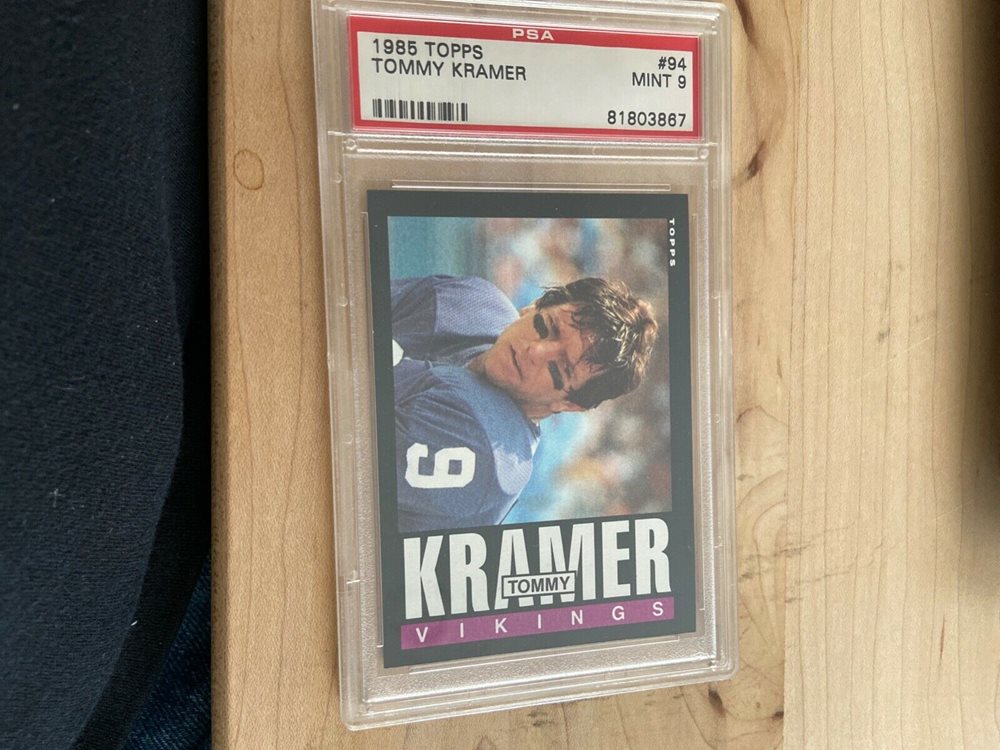 PSA
1985 TOPPS
#94
TOMMY KRAMER
MINT 9
81803867
TOPPS
9
KRAMER
TOMMY
VIKINGS